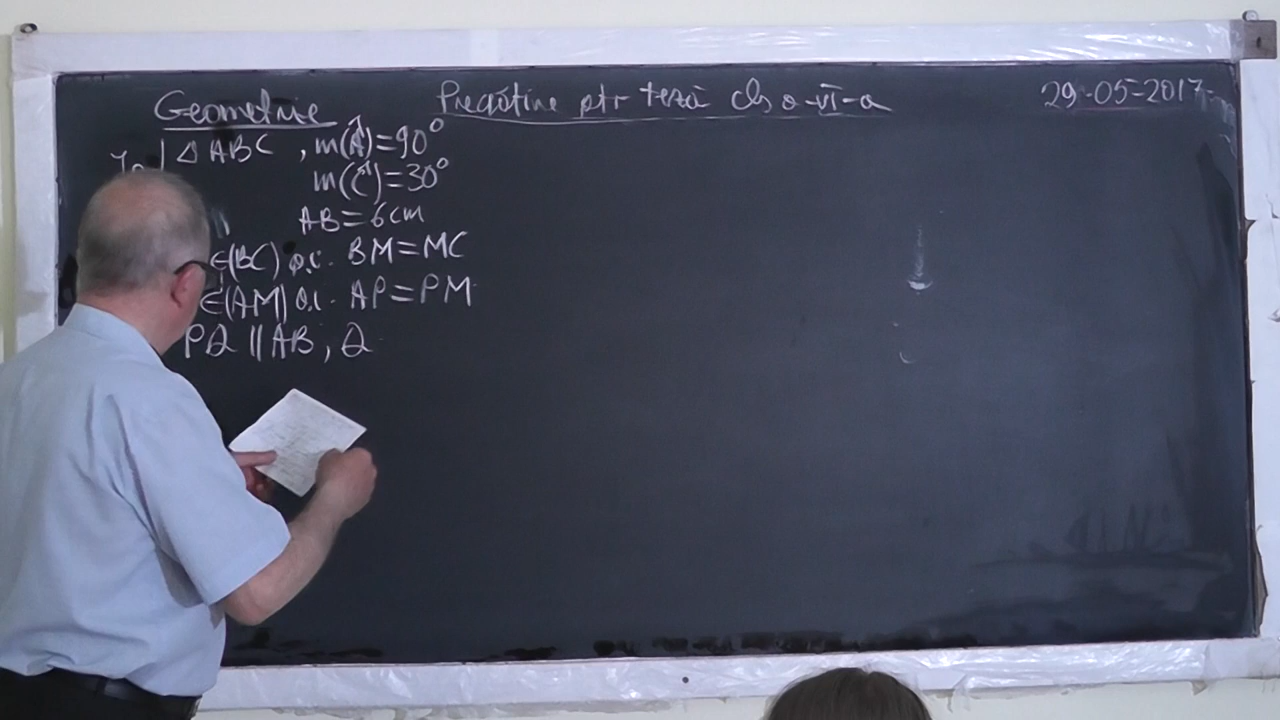 Geometrie
Pregătire ptr teză cls a-VI-a
29-05-2017
Δ ABC , m(Â)=90°
m(Ĉ)=30°
AB=6cm
∈(BC) a.î. BM=MC
∈(AM) a.î. AP=PM
PQ || AB , Q